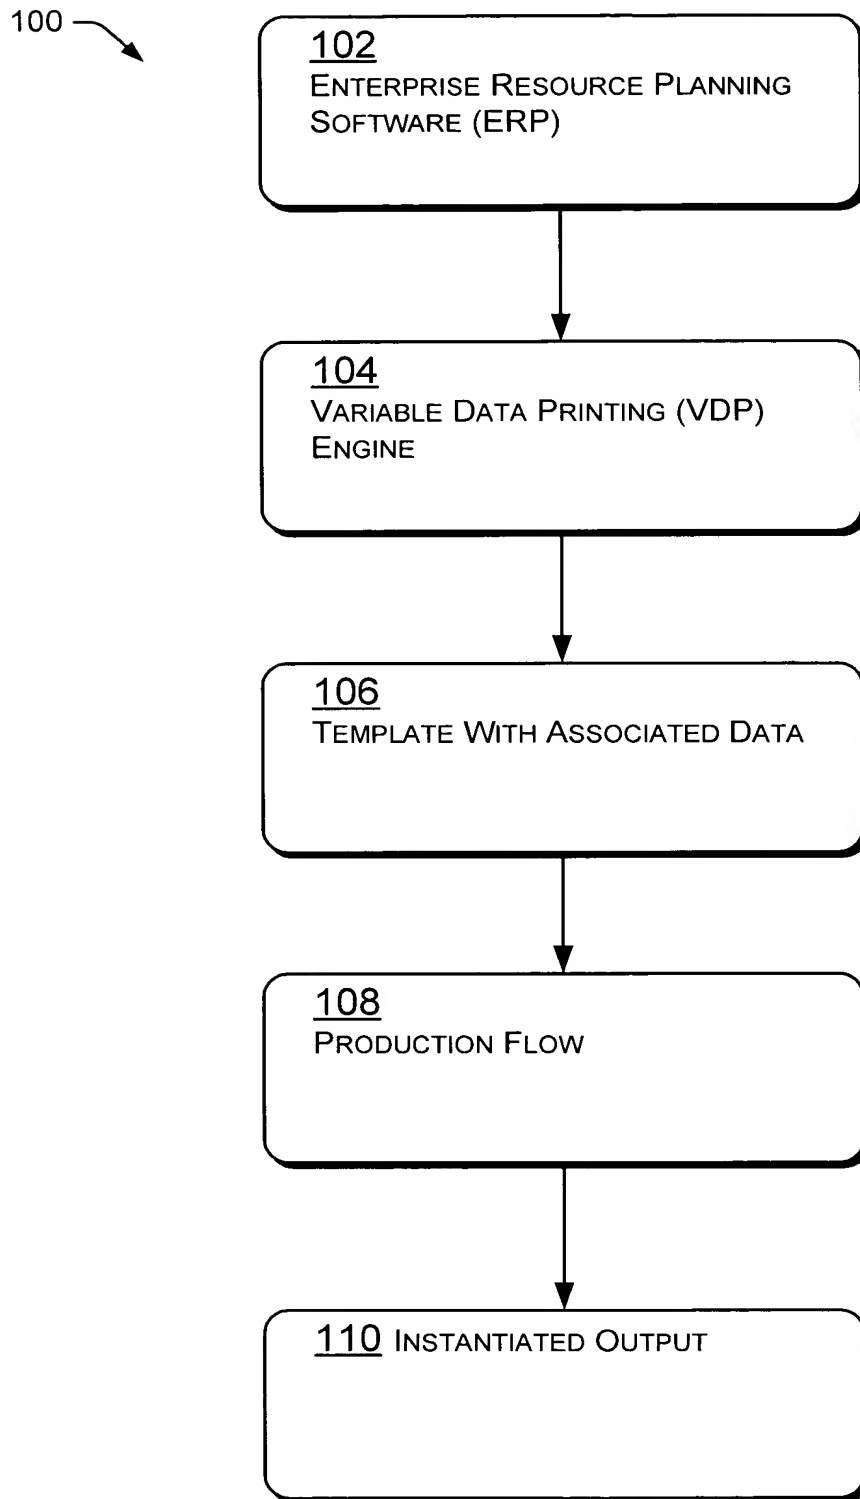 100
102
ENTERPRISE RESOURCE PLANNING
SOFTWARE (ERP)
104
VARIABLE DATA PRINTING (VDP)
ENGINE
106
TEMPLATE WITH ASSOCIATED DATA
108
PRODUCTION FLOW
110 INSTANTIATED OUTPUT